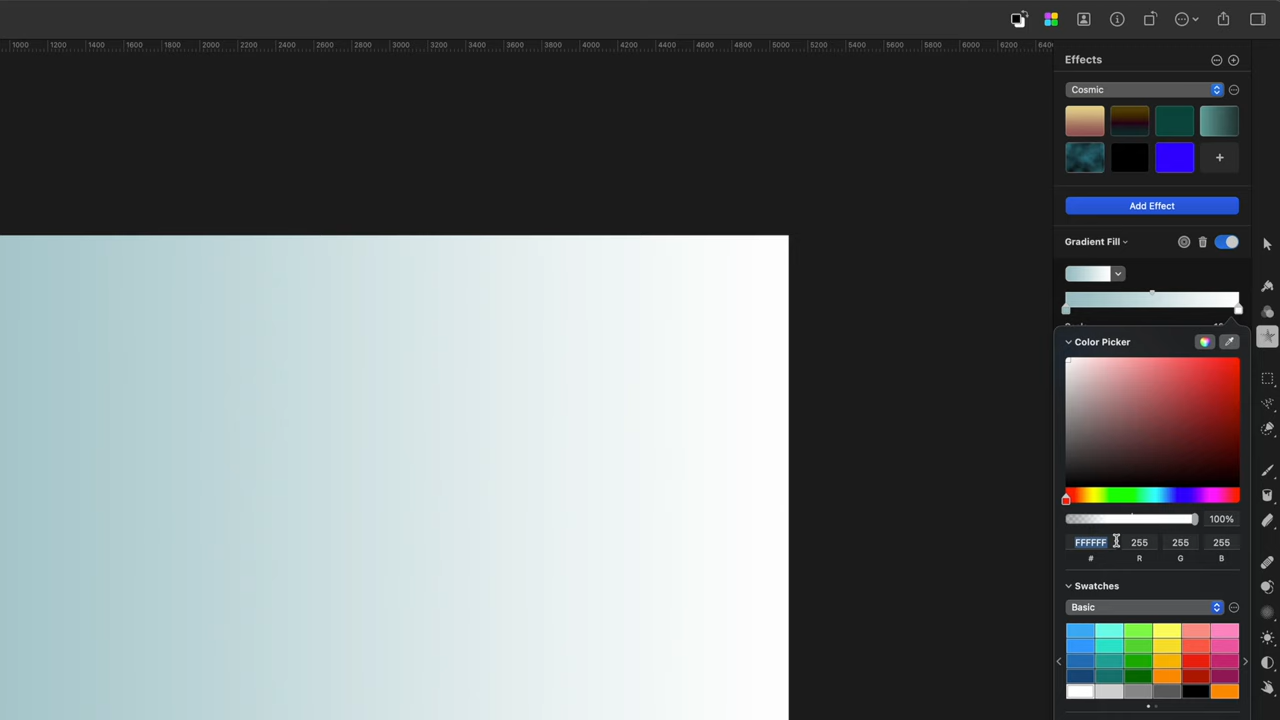 1000 1200 1400 1600 1800 2000 2200 2400 2600 2800 3000 3200 3400 3600 3800 4000 4200 4400 4600 4800 5000 5200 5400 5600 5800 6000 6200
Effects
Cosmic
Add Effect
Gradient Fill
Color Picker
100%
FFFFFF 255 255 255
# R G B
Swatches
Basic